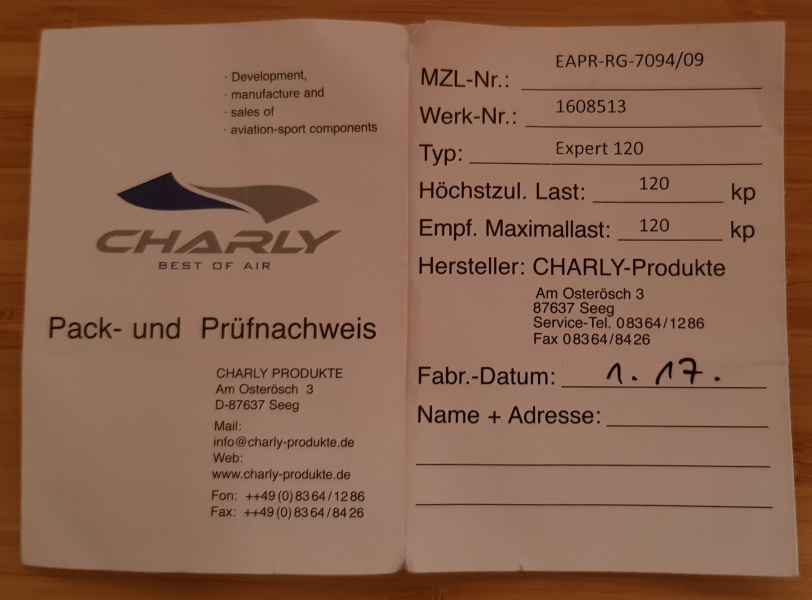 · Development,
· manufacture and
· sales of
· aviation-sport components
CHARLY
BEST OF AIR
Pack- und Prüfnachweis
CHARLY PRODUKTE
Am Osterösch 3
D-87637 Seeg
Mail:
info@charly-produkte.de
Web:
www.charly-produkte.de
Fon: ++49(0)8364/1286
Fax: ++49(0)8364/8426
MZL-Nr.: EAPR-RG-7094/09
Werk-Nr.: 1608513
Typ: Expert 120
Höchstzul. Last: 120 kp
Empf. Maximallast: 120 kp
Hersteller: CHARLY-Produkte
Am Osterösch 3
87637 Seeg
Service-Tel. 08364/1286
Fax 08364/8426
Fabr.-Datum: 1. 17.
Name + Adresse: